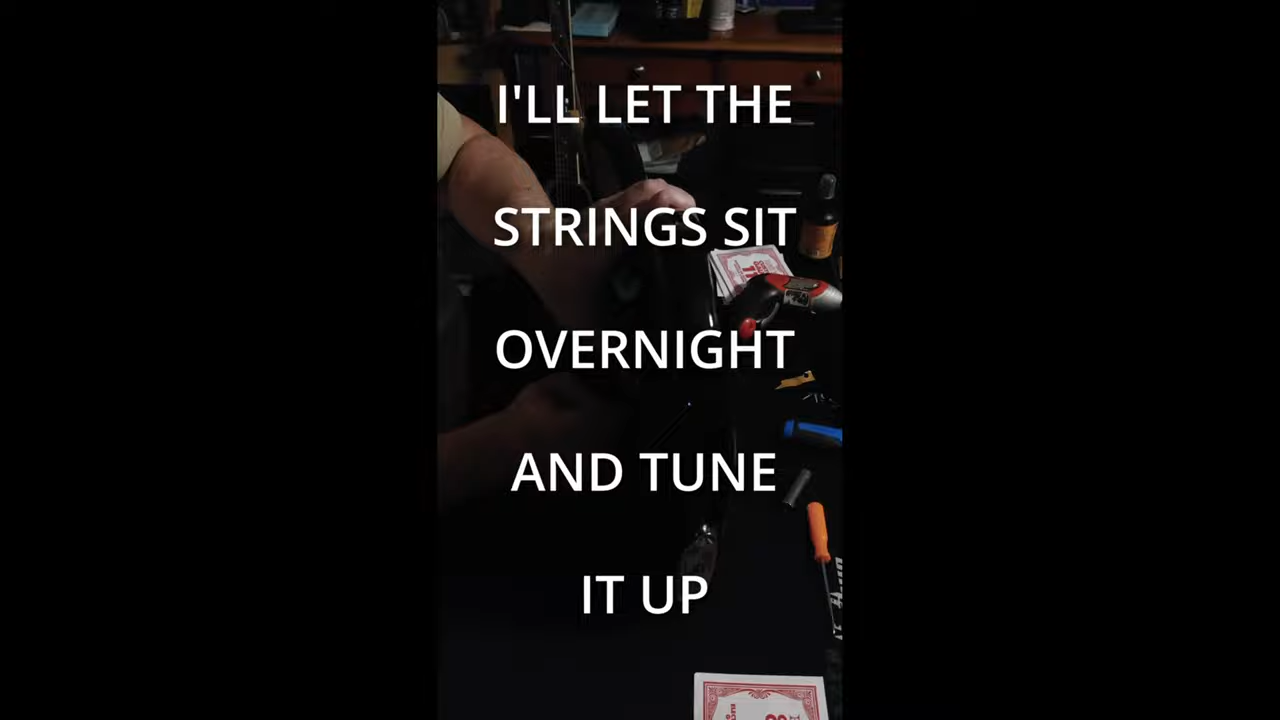 I'LL LET THE
STRINGS SIT
OVERNIGHT
AND TUNE
IT UP